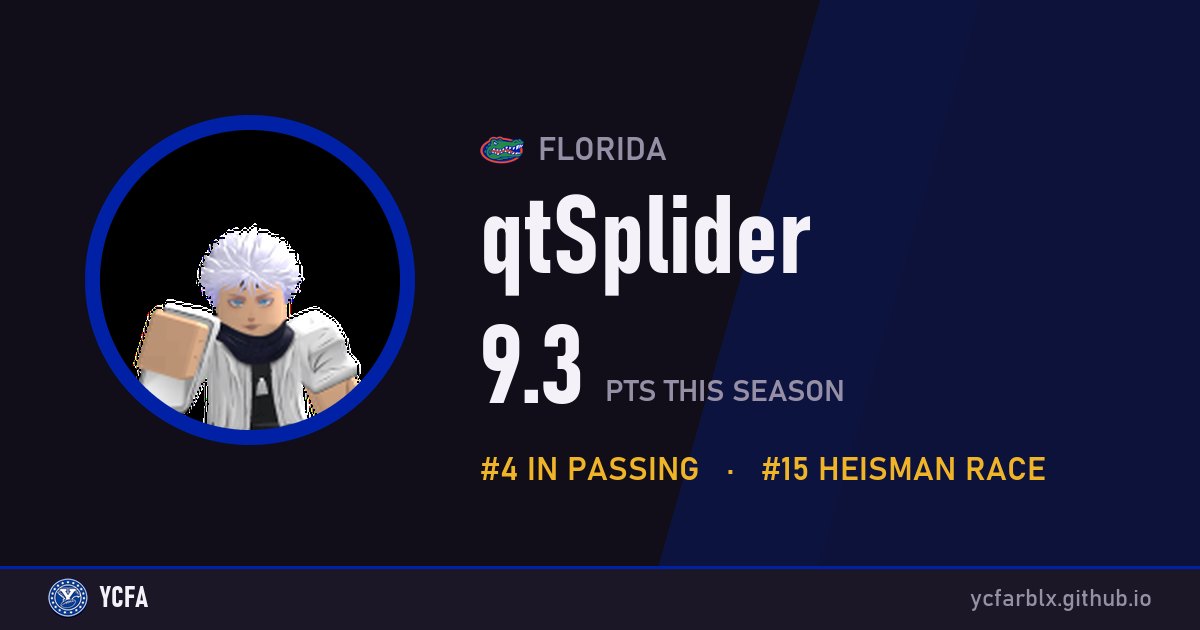 FLORIDA
qtSplider
9.3 PTS THIS SEASON
#4 IN PASSING · #15 HEISMAN RACE
YCFA
ycfarblx.github.io